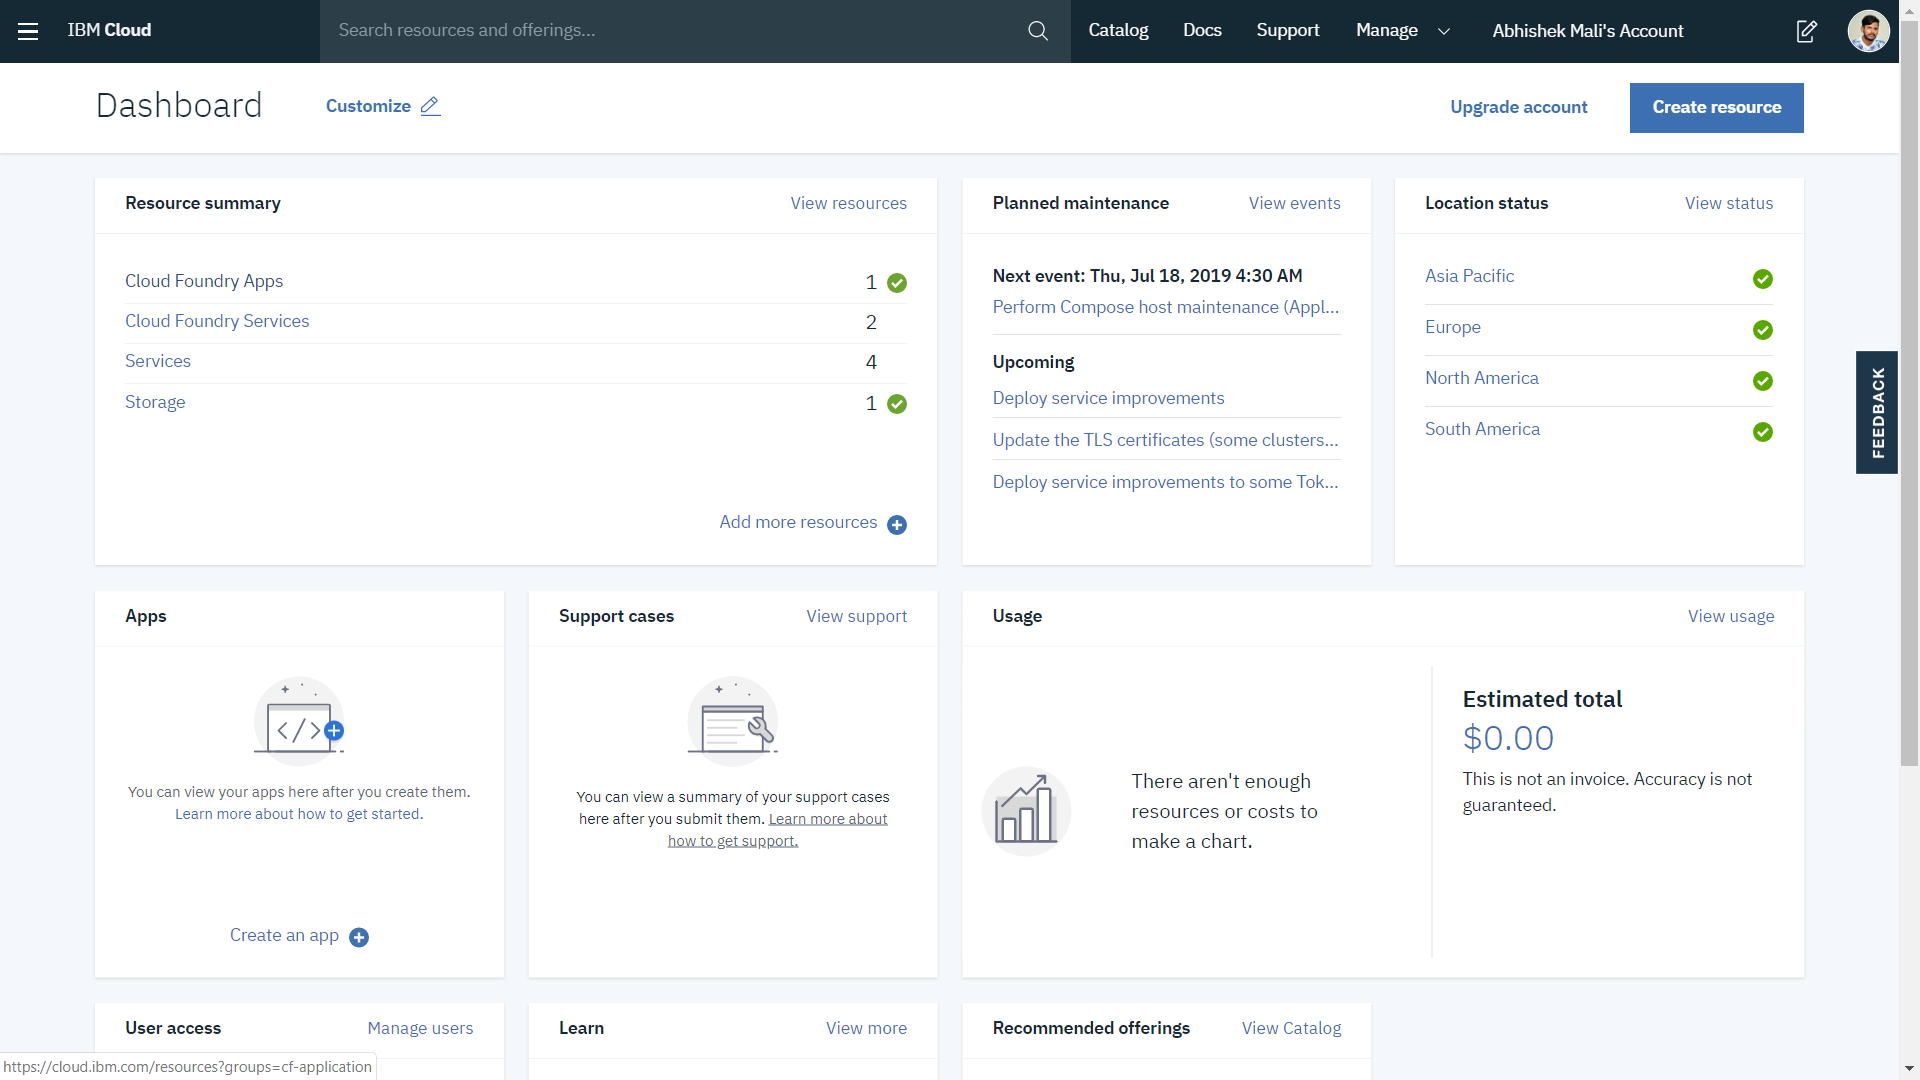 IBM Cloud
Search resources and offerings...
Catalog
Docs
Support
Manage
Abhishek Mali's Account
Dashboard
Customize
Upgrade account
Create resource
Resource summary
View resources
Cloud Foundry Apps
1
Cloud Foundry Services
2
Services
4
Storage
1
Add more resources
Planned maintenance
View events
Next event: Thu, Jul 18, 2019 4:30 AM
Perform Compose host maintenance (Appl...
Upcoming
Deploy service improvements
Update the TLS certificates (some clusters...
Deploy service improvements to some Tok...
Location status
View status
Asia Pacific
Europe
North America
South America
FEEDBACK
Apps
You can view your apps here after you create them.
Learn more about how to get started.
Create an app
Support cases
View support
You can view a summary of your support cases
here after you submit them. Learn more about
how to get support.
Usage
View usage
There aren't enough
resources or costs to
make a chart.
Estimated total
$0.00
This is not an invoice. Accuracy is not
guaranteed.
User access
Manage users
Learn
View more
Recommended offerings
View Catalog
https://cloud.ibm.com/resources?groups=cf-application